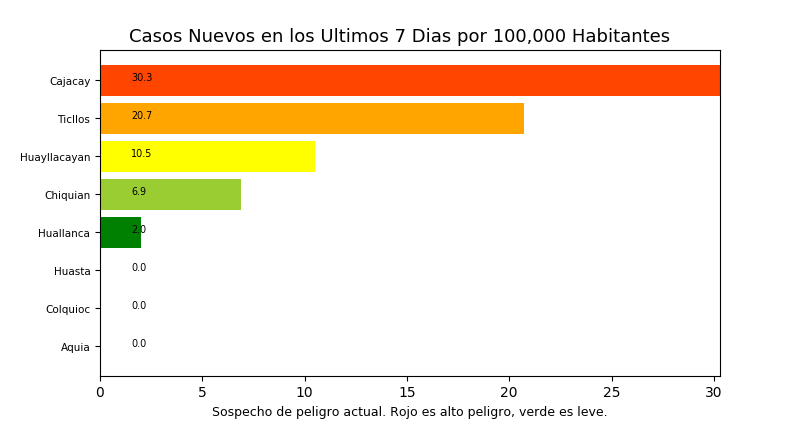 Casos Nuevos en los Ultimos 7 Dias por 100,000 Habitantes
Cajacay 30.3
Ticllos 20.7
Huayllacayan 10.5
Chiquian 6.9
Huallanca 2.0
Huasta 0.0
Colquioc 0.0
Aquia 0.0
0 5 10 15 20 25 30
Sospecho de peligro actual. Rojo es alto peligro, verde es leve.